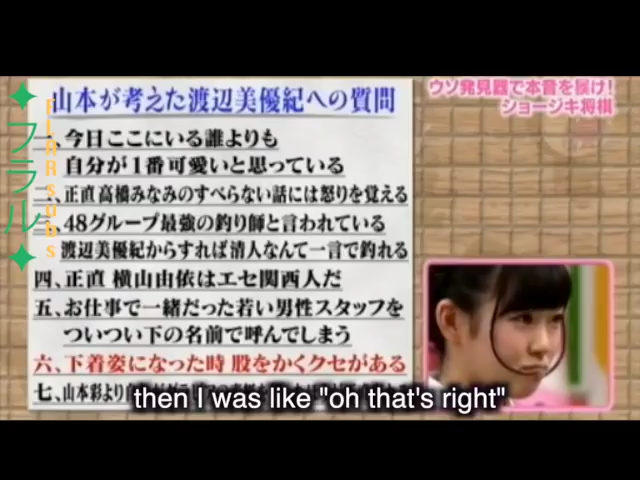 山本が考えた渡辺美優紀への質問
ウソ発見器で本音を暴け!
ショージキ将棋
✦フラル✦
FLAR subs
一、今日ここにいる誰よりも
自分が1番可愛いと思っている
二、正直高橋みなみのすべらない話には怒りを覚える
三、48グループ最強の釣り師と言われている
渡辺美優紀からすれば清人なんて一言で釣れる
四、正直 横山由依はエセ関西人だ
五、お仕事で一緒だった若い男性スタッフを
ついつい下の名前で呼んでしまう
六、下着姿になった時 股をかくクセがある
七、山本彩より
then I was like "oh that's right"